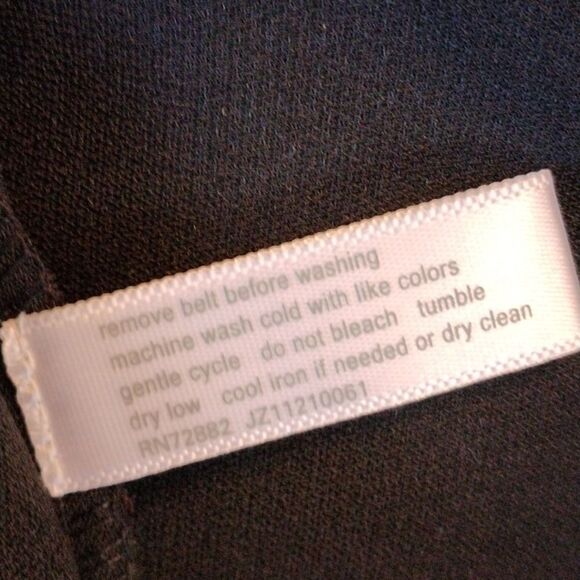 remove belt before washing
machine wash cold with like colors
gentle cycle do not bleach tumble
dry low cool iron if needed or dry clean
RN72882 JZ11210061